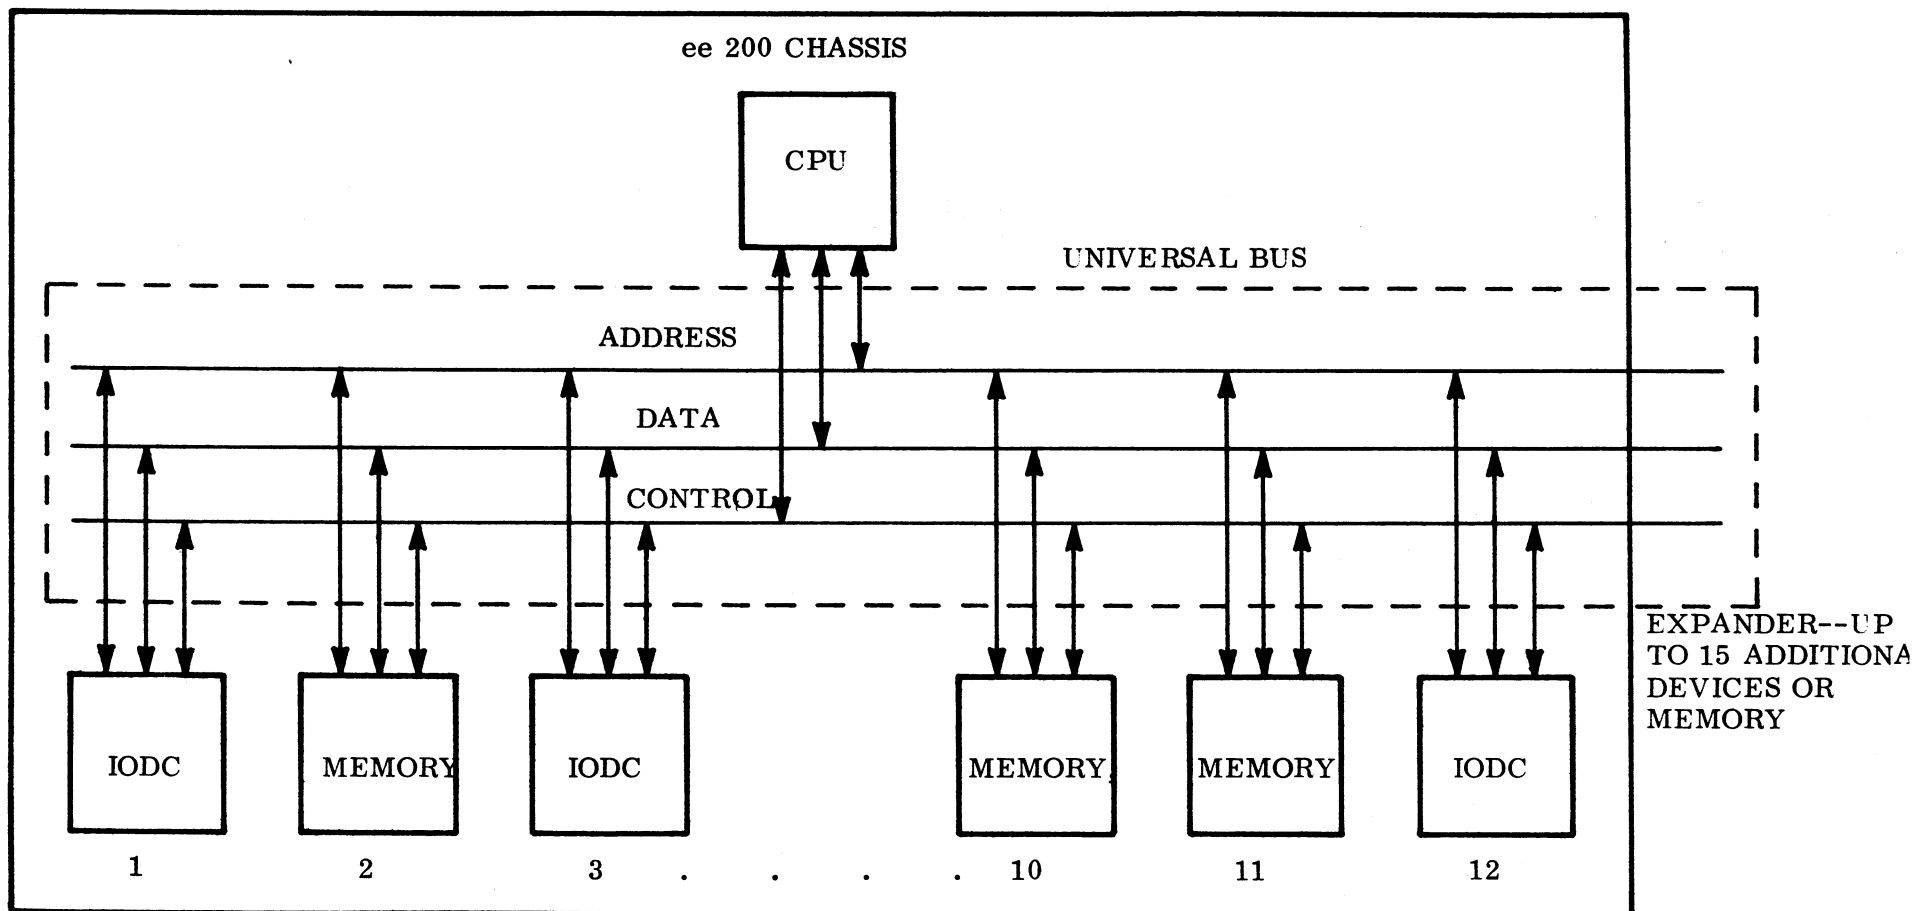 ee 200 CHASSIS
CPU
UNIVERSAL BUS
ADDRESS
DATA
CONTROL
EXPANDER--UP
TO 15 ADDITIONA
DEVICES OR
MEMORY
IODC
MEMORY
IODC
MEMORY
MEMORY
IODC
1 2 3 . . . . 10 11 12